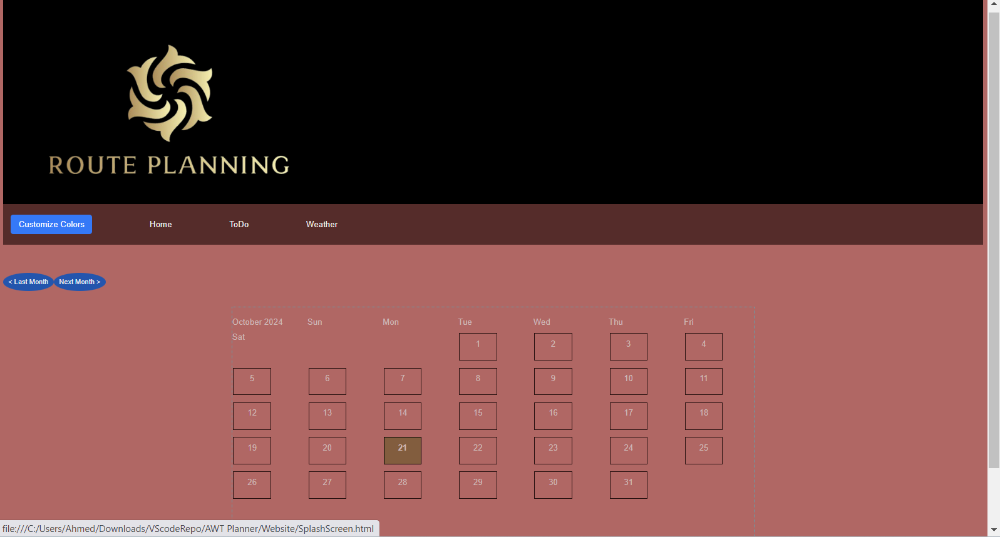 ROUTE PLANNING
Customize Colors Home ToDo Weather
< Last Month Next Month >
October 2024 Sun Mon Tue Wed Thu Fri
Sat
1 2 3 4
5 6 7 8 9 10 11
12 13 14 15 16 17 18
19 20 21 22 23 24 25
26 27 28 29 30 31
file:///C:/Users/Ahmed/Downloads/VScodeRepo/AWT Planner/Website/SplashScreen.html